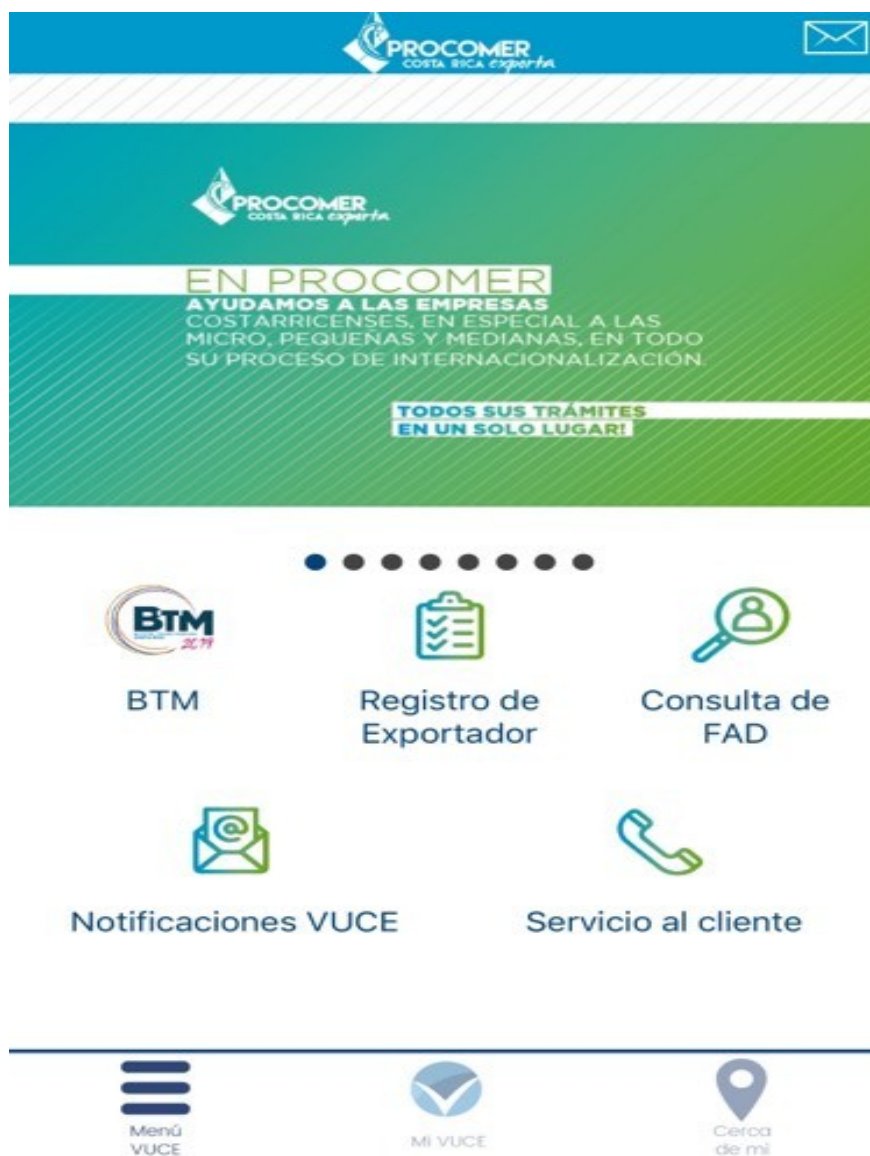 PROCOMER
COSTA RICA exporta
PROCOMER
COSTA RICA exporta
EN PROCOMER
AYUDAMOS A LAS EMPRESAS
COSTARRICENSES, EN ESPECIAL A LAS
MICRO, PEQUEÑAS Y MEDIANAS, EN TODO
SU PROCESO DE INTERNACIONALIZACIÓN.
TODOS SUS TRÁMITES
EN UN SOLO LUGAR!
BTM
2019
BTM
Registro de
Exportador
Consulta de
FAD
@
Notificaciones VUCE
Servicio al cliente
Menú
VUCE
MI VUCE
Cerca
de mi